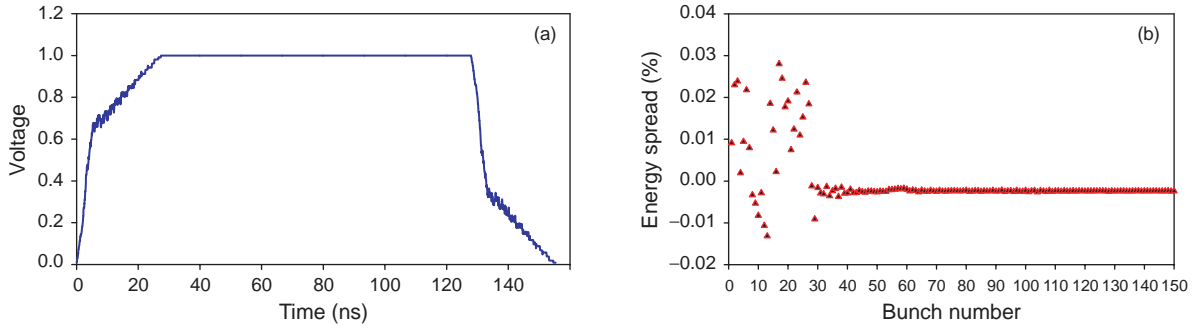 (a)
Voltage
1.2
1.0
0.8
0.6
0.4
0.2
0.0
0 20 40 60 80 100 120 140
Time (ns)
(b)
Energy spread (%)
0.04
0.03
0.02
0.01
0.00
−0.01
−0.02
0 10 20 30 40 50 60 70 80 90 100 110 120 130 140 150
Bunch number